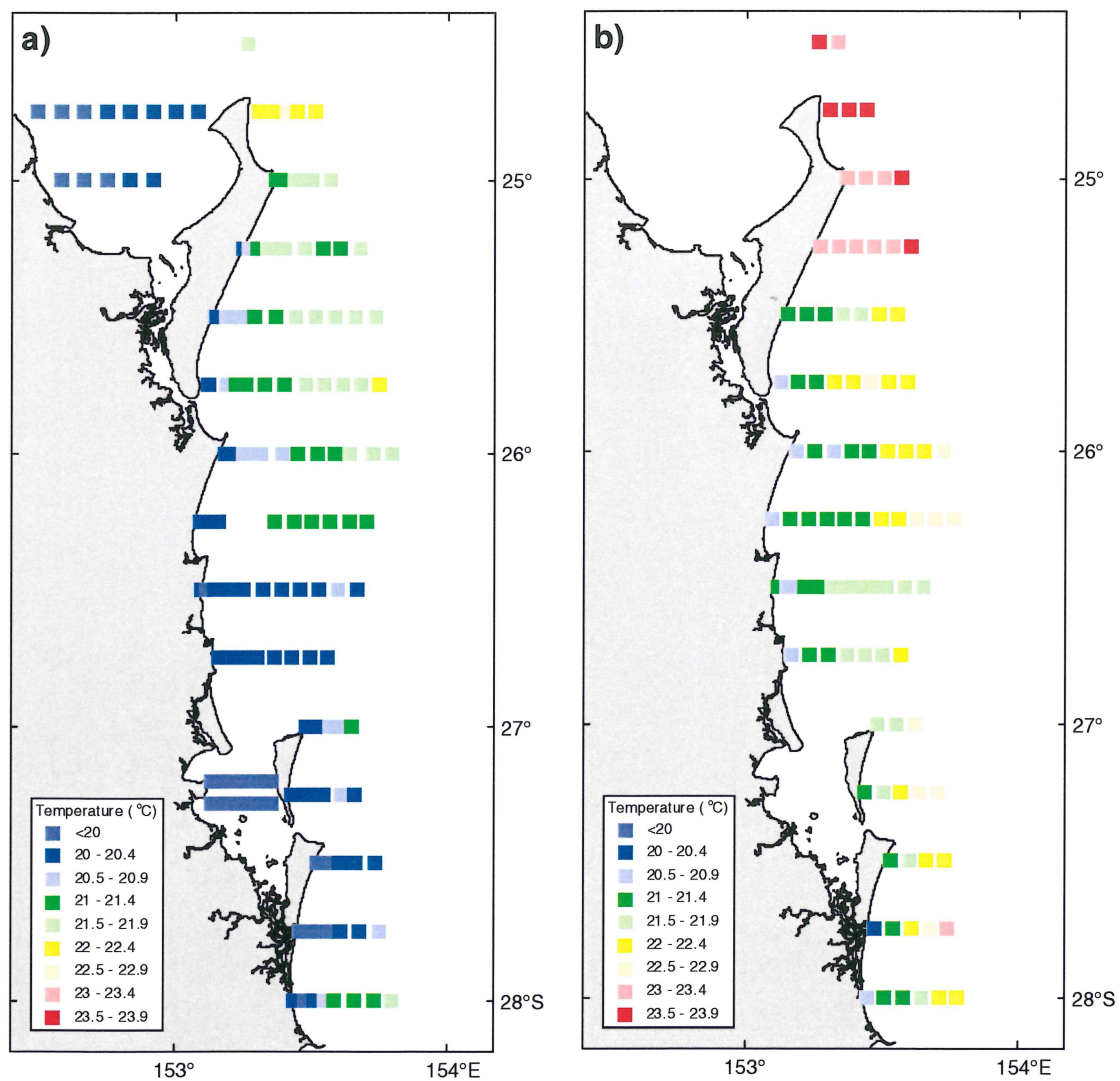 a)
25°
26°
27°
28°S
153°
154°E
Temperature ( °C)
<20
20 - 20.4
20.5 - 20.9
21 - 21.4
21.5 - 21.9
22 - 22.4
22.5 - 22.9
23 - 23.4
23.5 - 23.9
b)
25°
26°
27°
28°S
153°
154°E
Temperature ( °C)
<20
20 - 20.4
20.5 - 20.9
21 - 21.4
21.5 - 21.9
22 - 22.4
22.5 - 22.9
23 - 23.4
23.5 - 23.9